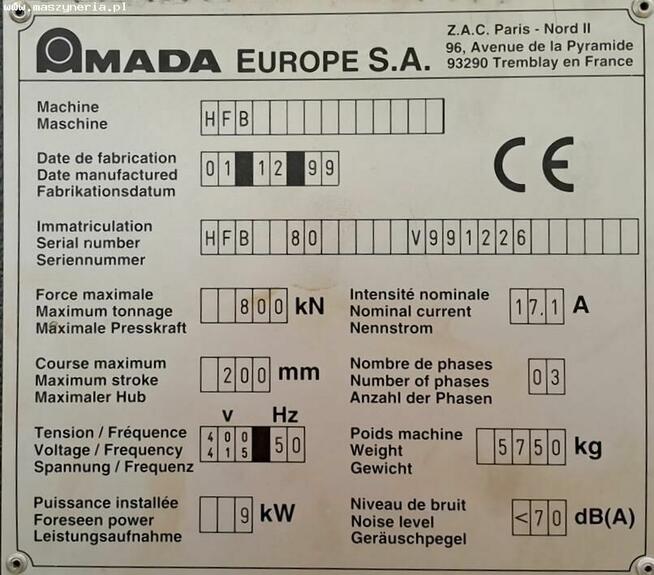 © www.maszyneria.pl
AMADA EUROPE S.A.
Z.A.C. Paris - Nord II
96, Avenue de la Pyramide
93290 Tremblay en France
Machine
Maschine
HFB
CE
Date de fabrication
Date manufactured
Fabrikationsdatum
01 12 99
Immatriculation
Serial number
Seriennummer
HFB 80 V991226
Force maximale
Maximum tonnage
Maximale Presskraft
800 kN
Intensité nominale
Nominal current
Nennstrom
17.1 A
Course maximum
Maximum stroke
Maximaler Hub
200 mm
Nombre de phases
Number of phases
Anzahl der Phasen
03
V Hz
Tension / Fréquence
Voltage / Frequency
Spannung / Frequenz
400
415
50
Poids machine
Weight
Gewicht
5750 kg
Puissance installée
Foreseen power
Leistungsaufnahme
9 kW
Niveau de bruit
Noise level
Geräuschpegel
<70 dB(A)